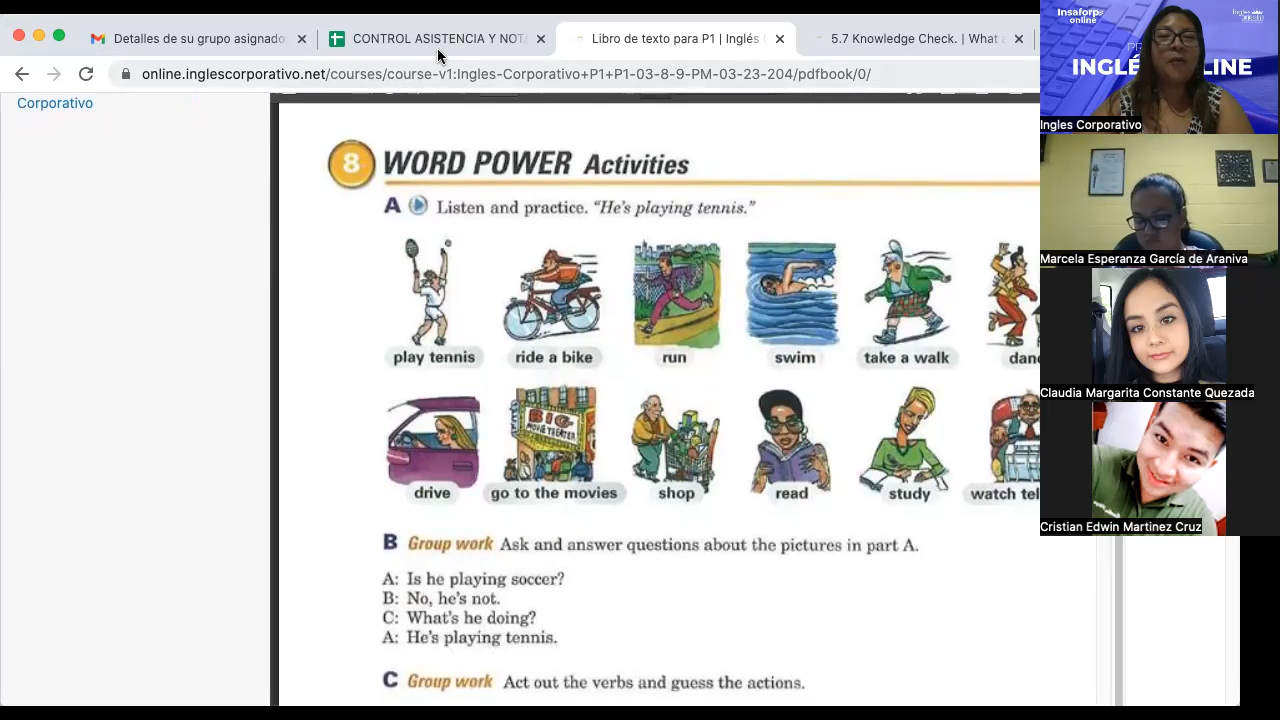 Detalles de su grupo asignado
CONTROL ASISTENCIA Y NOTA
Libro de texto para P1 | Inglés
5.7 Knowledge Check. | What
online.inglescorporativo.net/courses/course-v1:Ingles-Corporativo+P1+P1-03-8-9-PM-03-23-204/pdfbook/0/
Corporativo
8 WORD POWER Activities
A Listen and practice. "He's playing tennis."
play tennis ride a bike run swim take a walk
BIG
MOVIE THEATER
drive go to the movies shop read study watch tel
B Group work Ask and answer questions about the pictures in part A.
A: Is he playing soccer?
B: No, he's not.
C: What's he doing?
A: He's playing tennis.
C Group work Act out the verbs and guess the actions.
Insaforp
online
Ingles Corporativo
Marcela Esperanza García de Araniva
Claudia Margarita Constante Quezada
Cristian Edwin Martinez Cruz